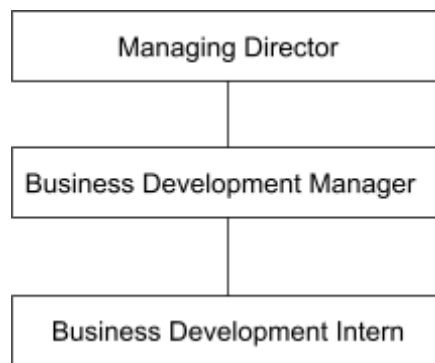 Managing Director
Business Development Manager
Business Development Intern